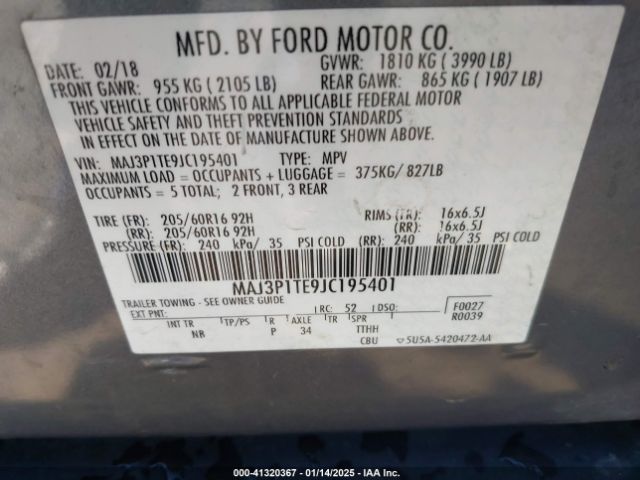 MFD. BY FORD MOTOR CO.
DATE: 02/18 GVWR: 1810 KG ( 3990 LB)
FRONT GAWR: 955 KG ( 2105 LB) REAR GAWR: 865 KG ( 1907 LB)
THIS VEHICLE CONFORMS TO ALL APPLICABLE FEDERAL MOTOR
VEHICLE SAFETY AND THEFT PREVENTION STANDARDS
IN EFFECT ON THE DATE OF MANUFACTURE SHOWN ABOVE.
VIN: MAJ3P1TE9JC195401 TYPE: MPV
MAXIMUM LOAD = OCCUPANTS + LUGGAGE = 375KG/ 827LB
OCCUPANTS = 5 TOTAL; 2 FRONT, 3 REAR
TIRE (FR): 205/60R16 92H RIMS (FR): 16x6.5J
(RR): 205/60R16 92H (RR): 16x6.5J
PRESSURE (FR): 240 kPa/ 35 PSI COLD (RR): 240 kPa/ 35 PSI COLD
MAJ3P1TE9JC195401
TRAILER TOWING - SEE OWNER GUIDE
EXT PNT: RC: 52 DSO: F0027
R0039
INT TR TP/PS R AXLE TR SPR
NR P 34 TTHH
CBU 5U5A-5420472-AA
000-41320367 - 01/14/2025 - IAA Inc.